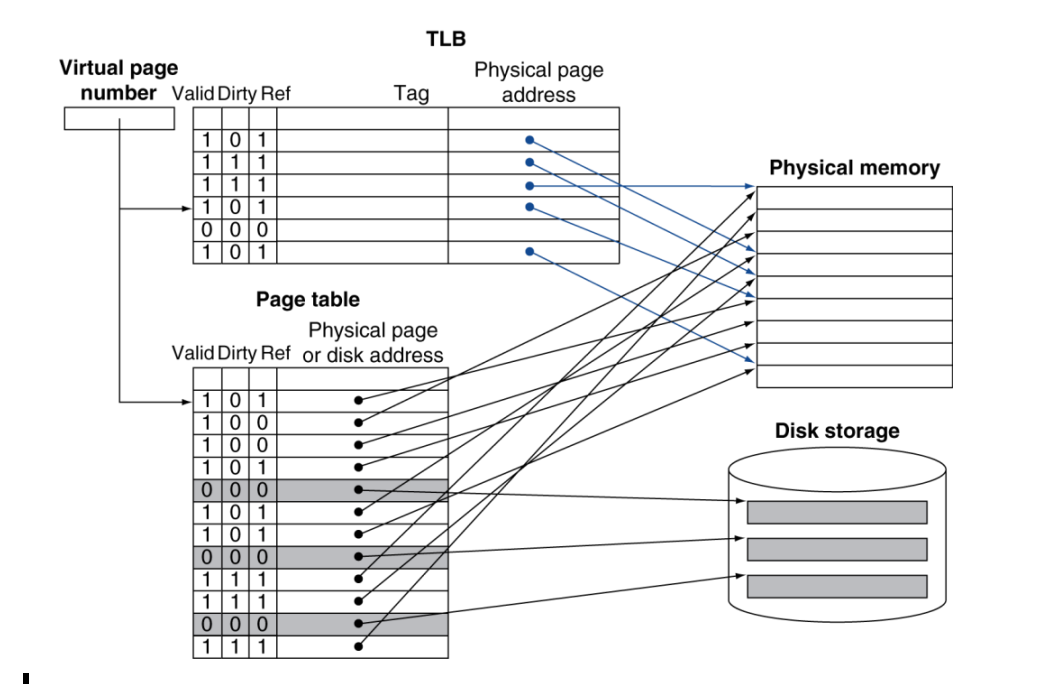 TLB
Virtual page
number
Physical page
address
Valid Dirty Ref
Tag
1 0 1
1 1 1
1 1 1
1 0 1
0 0 0
1 0 1
Physical memory
Page table
Physical page
or disk address
Valid Dirty Ref
1 0 1
1 0 0
1 0 0
1 0 1
0 0 0
1 0 1
1 0 1
0 0 0
1 1 1
1 1 1
0 0 0
1 1 1
Disk storage